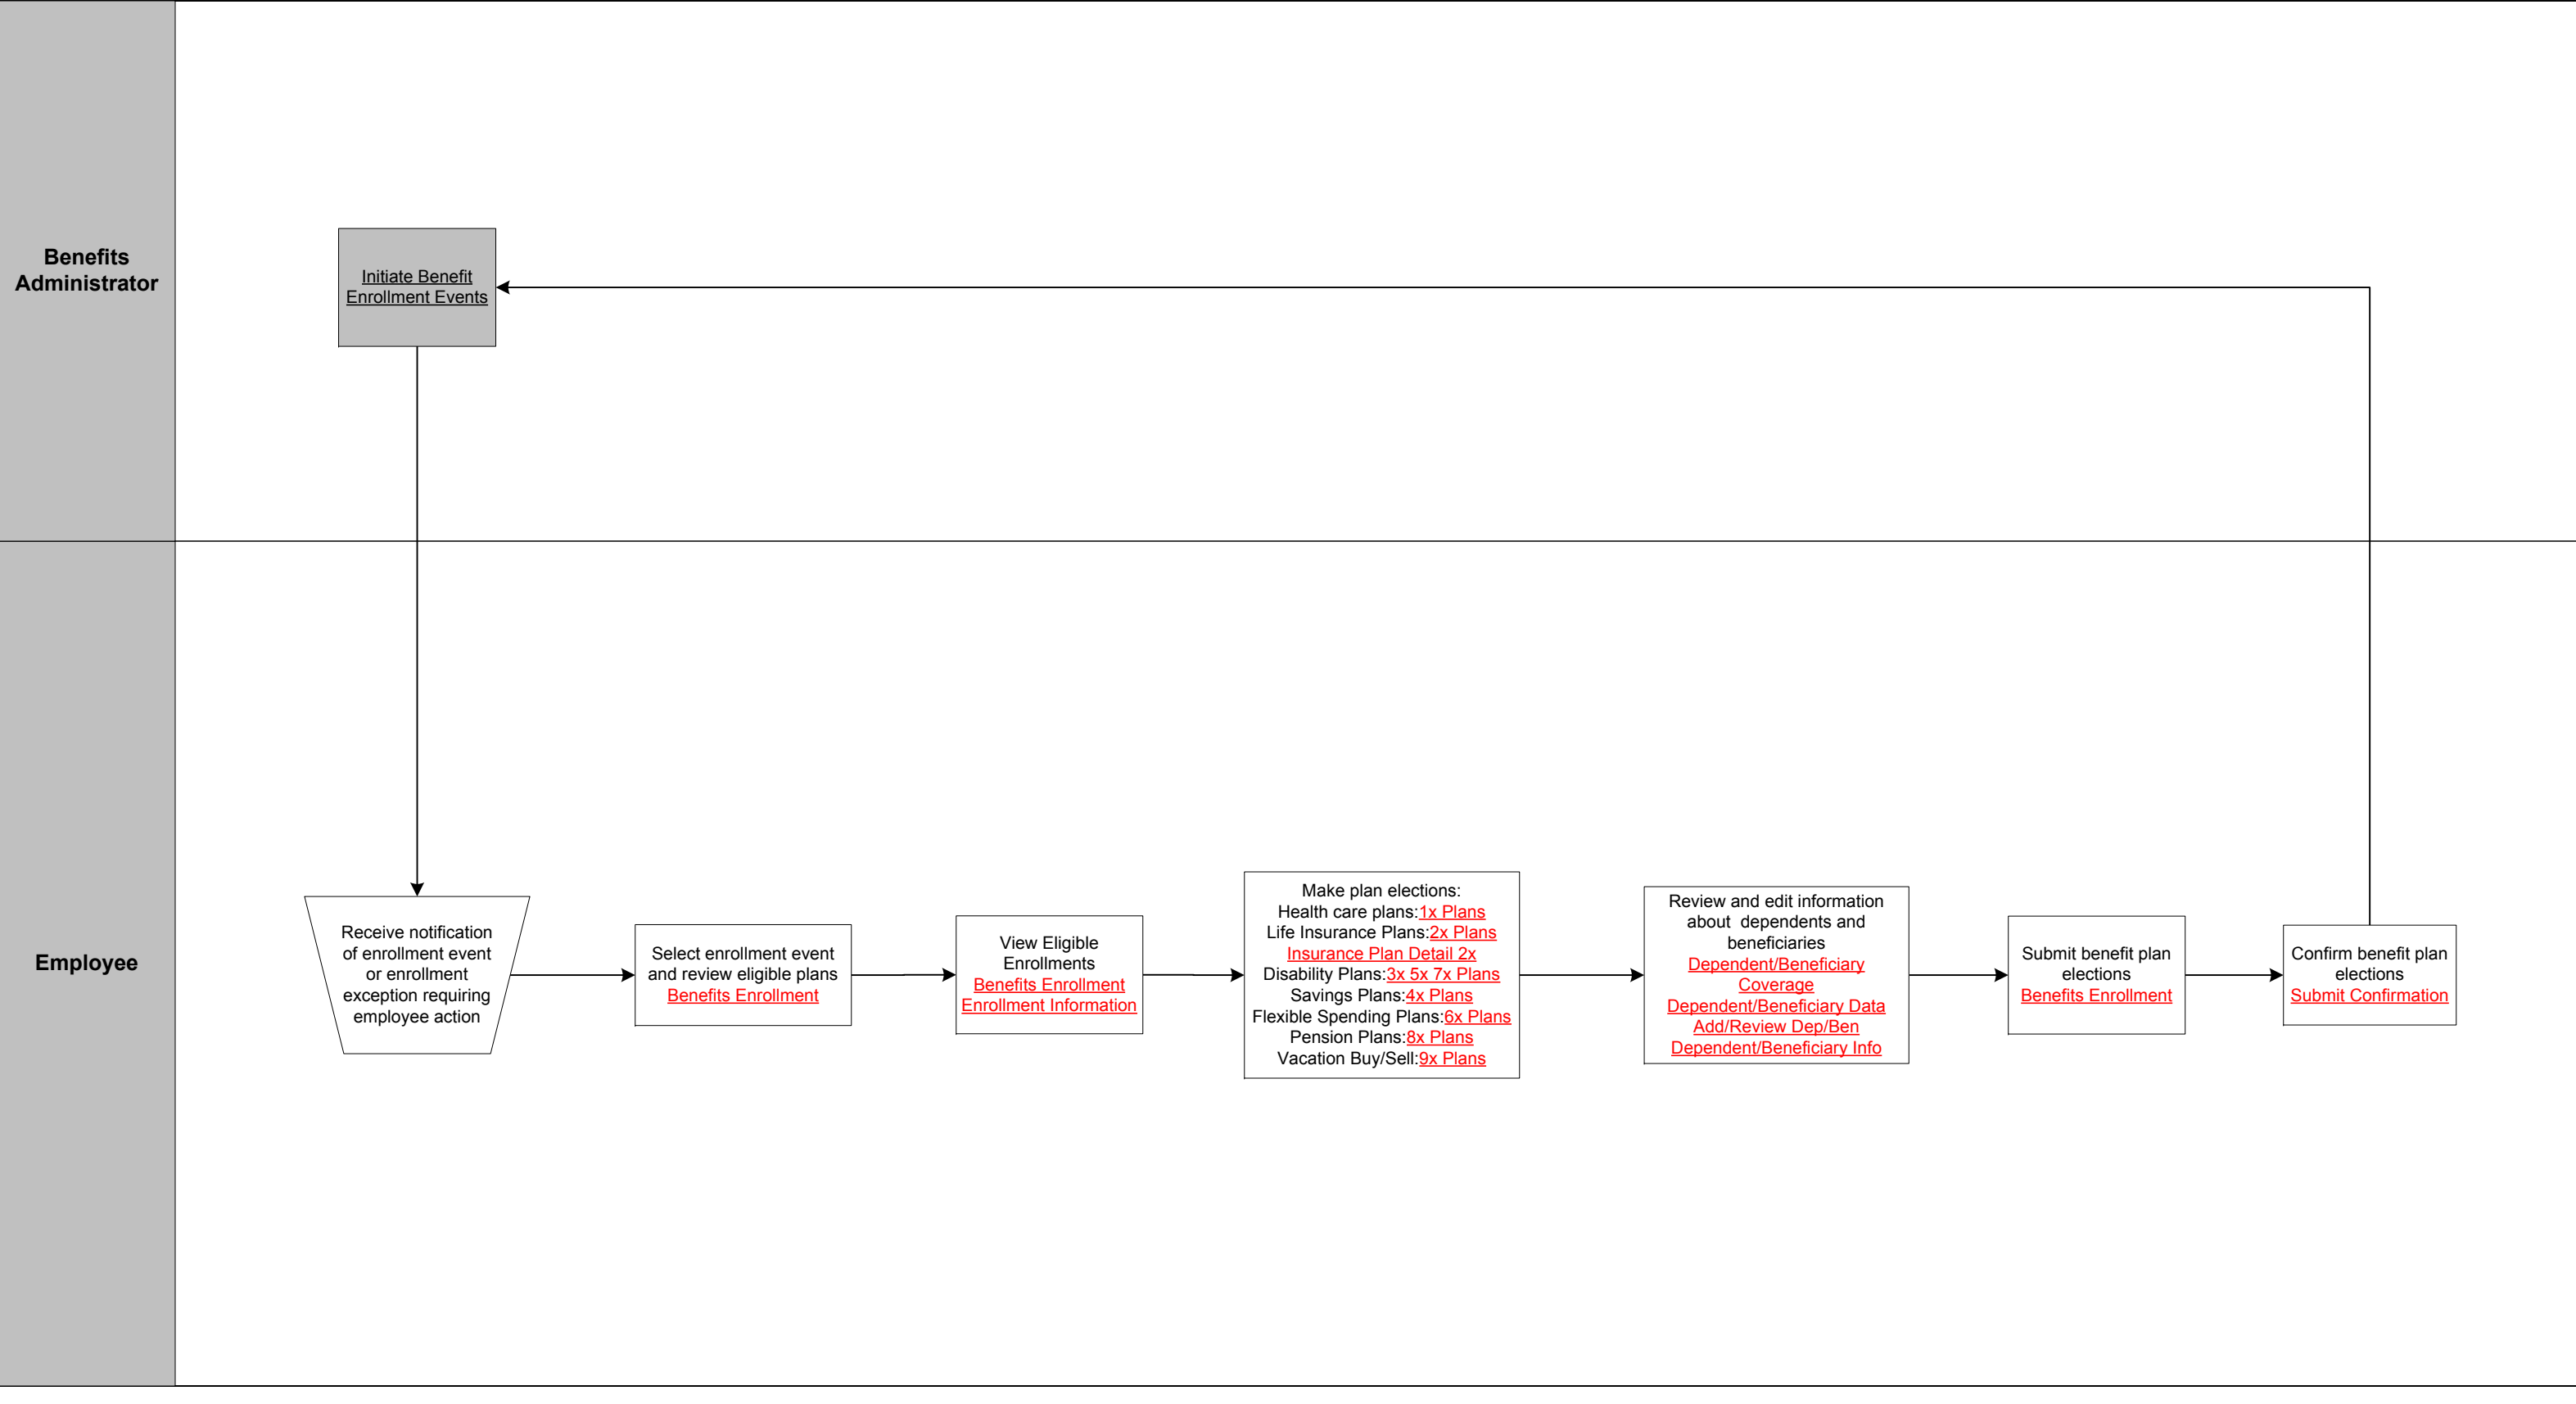 Benefits
Administrator
Initiate Benefit
Enrollment Events
Employee
Receive notification
of enrollment event
or enrollment
exception requiring
employee action
Select enrollment event
and review eligible plans
Benefits Enrollment
View Eligible
Enrollments
Benefits Enrollment
Enrollment Information
Make plan elections:
Health care plans:1x Plans
Life Insurance Plans:2x Plans
Insurance Plan Detail 2x
Disability Plans:3x 5x 7x Plans
Savings Plans:4x Plans
Flexible Spending Plans:6x Plans
Pension Plans:8x Plans
Vacation Buy/Sell:9x Plans
Review and edit information
about  dependents and
beneficiaries
Dependent/Beneficiary
Coverage
Dependent/Beneficiary Data
Add/Review Dep/Ben
Dependent/Beneficiary Info
Submit benefit plan
elections
Benefits Enrollment
Confirm benefit plan
elections
Submit Confirmation